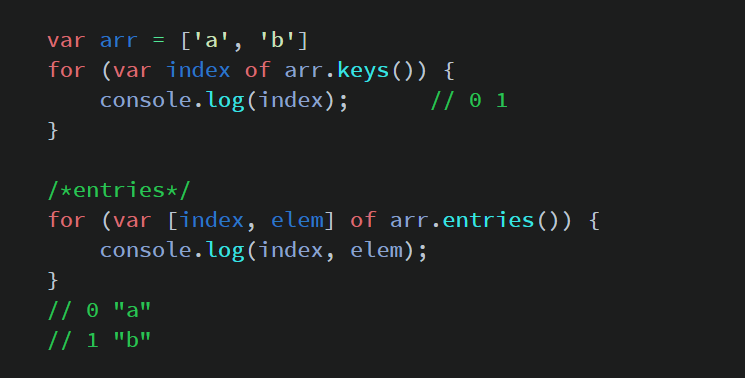 var arr = ['a', 'b']
for (var index of arr.keys()) {
    console.log(index);      // 0 1
}
/*entries*/
for (var [index, elem] of arr.entries()) {
    console.log(index, elem);
}
// 0 "a"
// 1 "b"